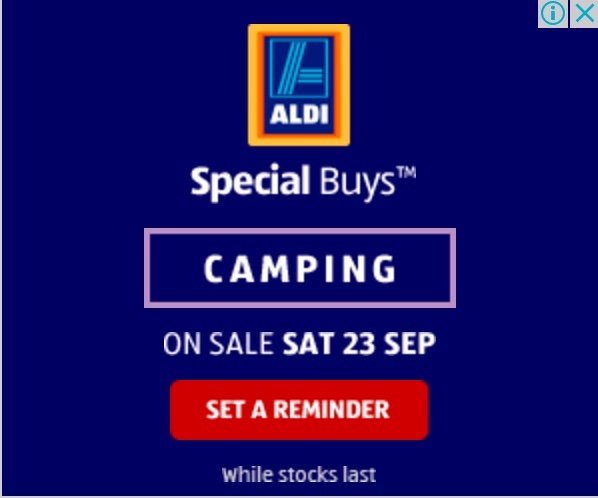 ALDI
Special Buys™
CAMPING
ON SALE SAT 23 SEP
SET A REMINDER
While stocks last